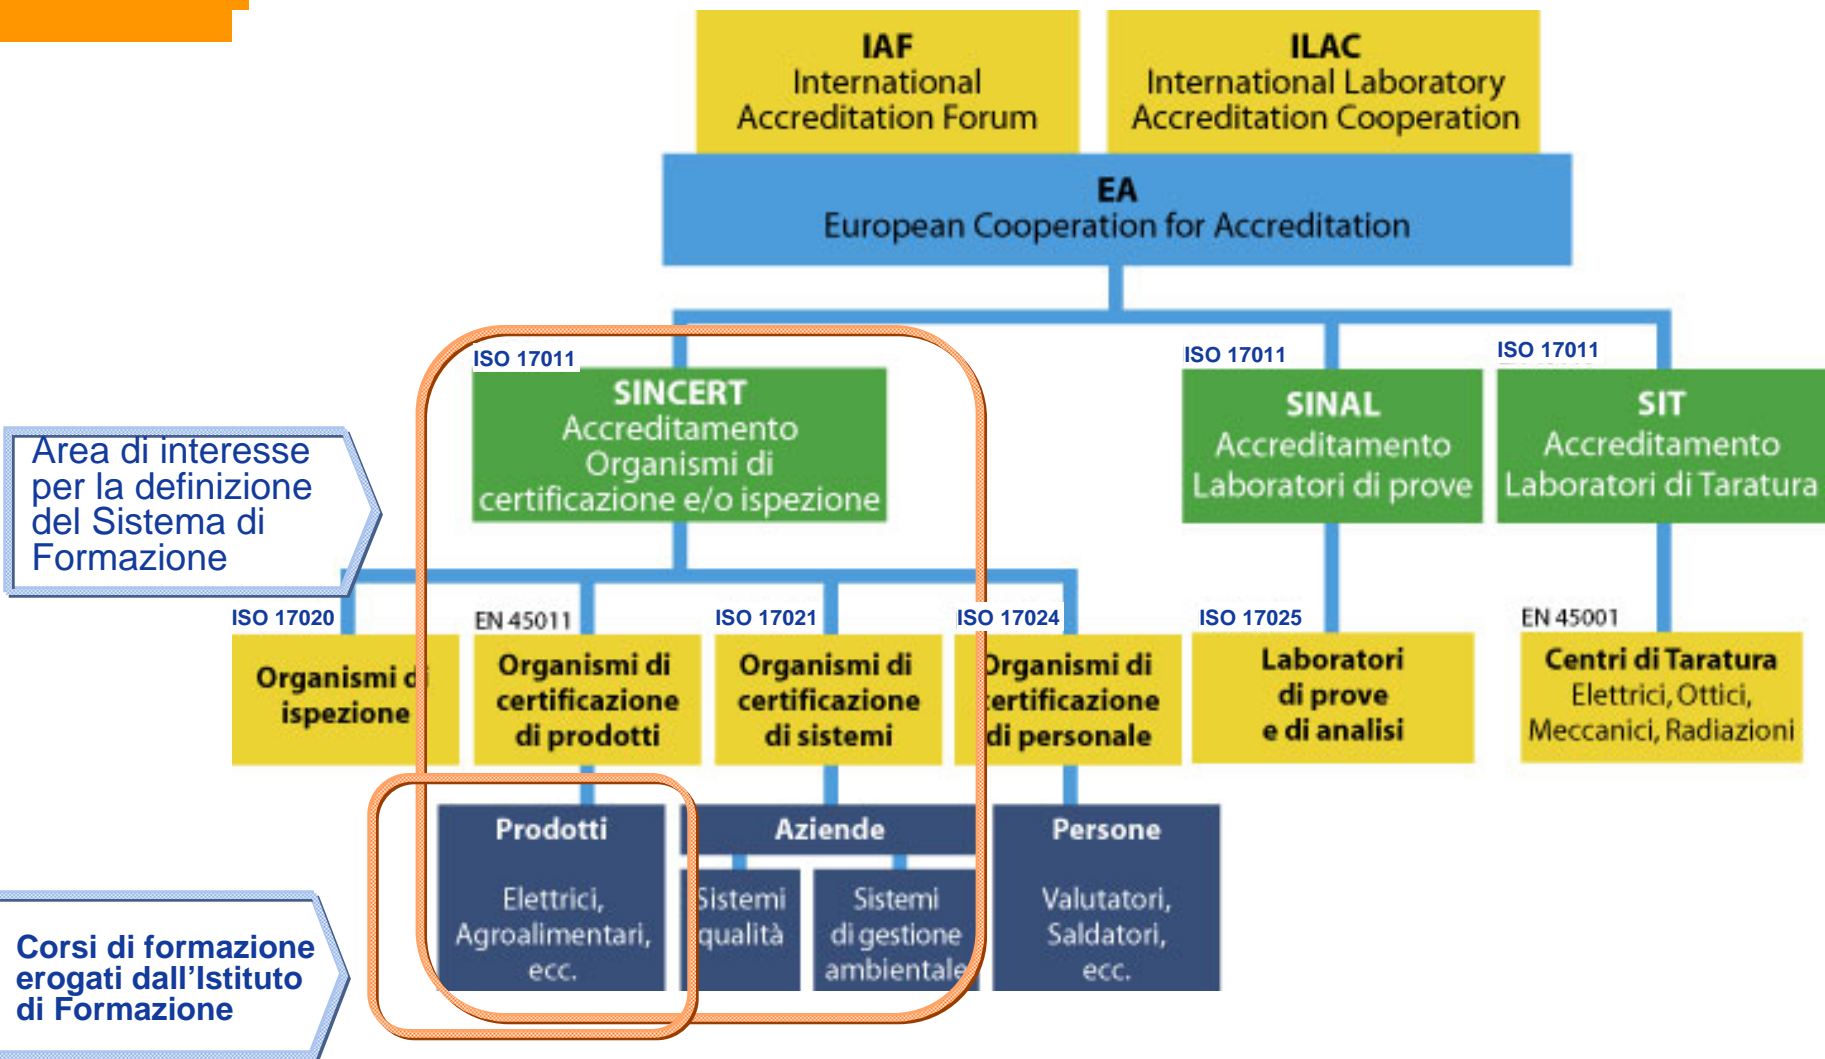 IAF
International
Accreditation Forum
ILAC
International Laboratory
Accreditation Cooperation
EA
European Cooperation for Accreditation
ISO 17011
SINCERT
Accreditamento
Organismi di
certificazione e/o ispezione
ISO 17011
SINAL
Accreditamento
Laboratori di prove
ISO 17011
SIT
Accreditamento
Laboratori di Taratura
Area di interesse
per la definizione
del Sistema di
Formazione
ISO 17020
Organismi di
ispezione
EN 45011
Organismi di
certificazione
di prodotti
ISO 17021
Organismi di
certificazione
di sistemi
ISO 17024
Organismi di
certificazione
di personale
ISO 17025
Laboratori
di prove
e di analisi
EN 45001
Centri di Taratura
Elettrici, Ottici,
Meccanici, Radiazioni
Prodotti
Elettrici,
Agroalimentari,
ecc.
Aziende
Sistemi
qualità
Sistemi
di gestione
ambientale
Persone
Valutatori,
Saldatori,
ecc.
Corsi di formazione
erogati dall'Istituto
di Formazione